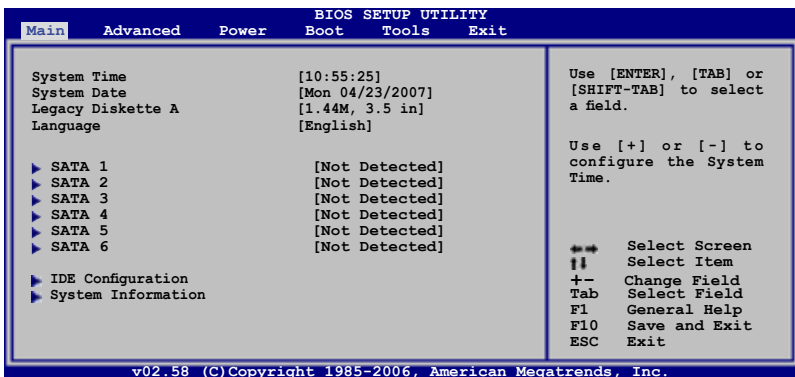 BIOS SETUP UTILITY
Main Advanced Power Boot Tools Exit
System Time [10:55:25]
System Date [Mon 04/23/2007]
Legacy Diskette A [1.44M, 3.5 in]
Language [English]
SATA 1 [Not Detected]
SATA 2 [Not Detected]
SATA 3 [Not Detected]
SATA 4 [Not Detected]
SATA 5 [Not Detected]
SATA 6 [Not Detected]
IDE Configuration
System Information
Use [ENTER], [TAB] or
[SHIFT-TAB] to select
a field.
Use [+] or [-] to
configure the System
Time.
Select Screen
Select Item
+- Change Field
Tab Select Field
F1 General Help
F10 Save and Exit
ESC Exit
v02.58 (C)Copyright 1985-2006, American Megatrends, Inc.